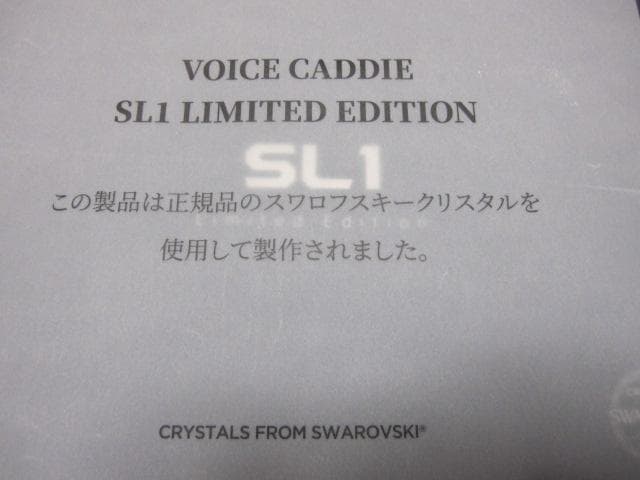 VOICE CADDIE
SL1 LIMITED EDITION
SL1
この製品は正規品のスワロフスキークリスタルを
Limited Edition
使用して製作されました。
CRYSTALS FROM SWAROVSKI®